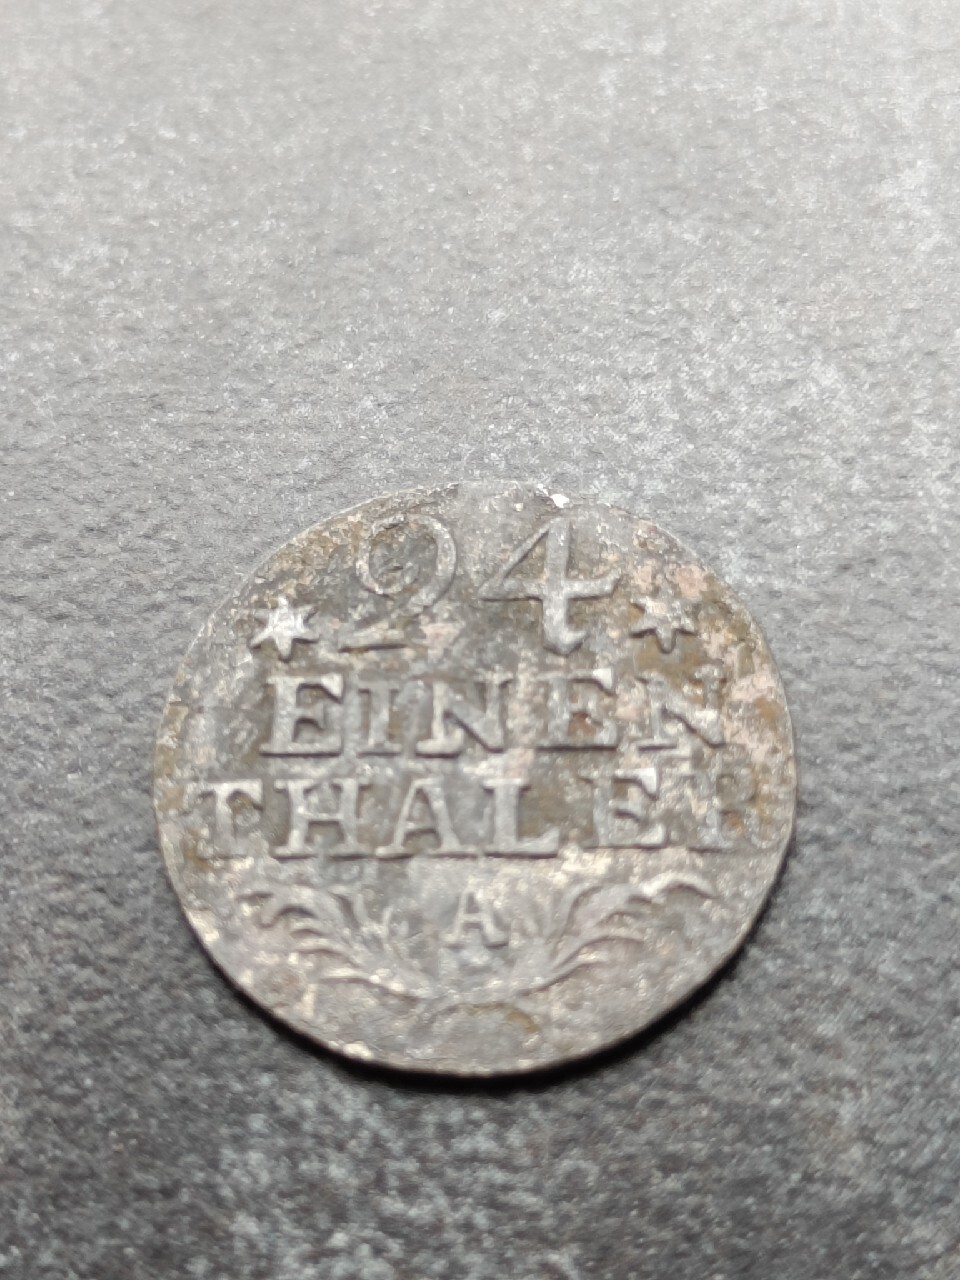 24
EINEN
THALER
A